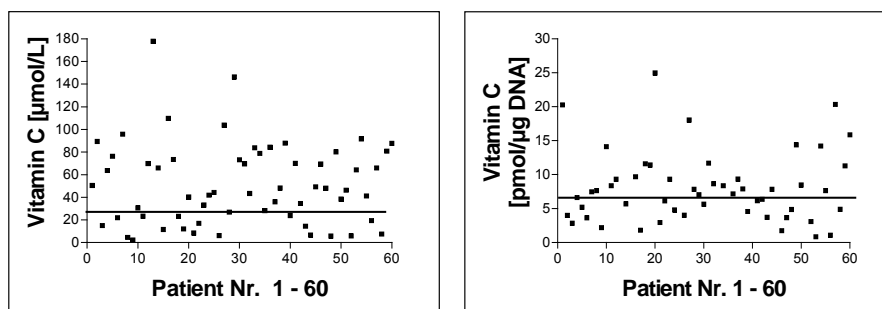 Vitamin C [µmol/L]
180
160
140
120
100
80
60
40
20
0
0 10 20 30 40 50 60
Patient Nr. 1 - 60
Vitamin C
[pmol/µg DNA]
30
25
20
15
10
5
0
0 10 20 30 40 50 60
Patient Nr. 1 - 60